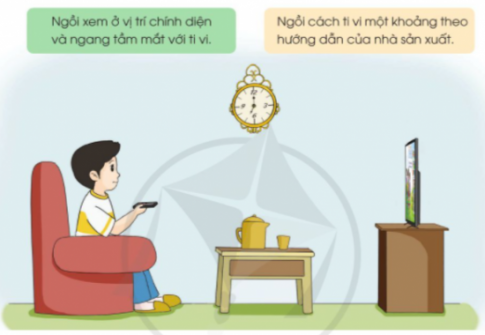 Ngồi xem ở vị trí chính diện
và ngang tầm mắt với ti vi.
Ngồi cách ti vi một khoảng theo
hướng dẫn của nhà sản xuất.